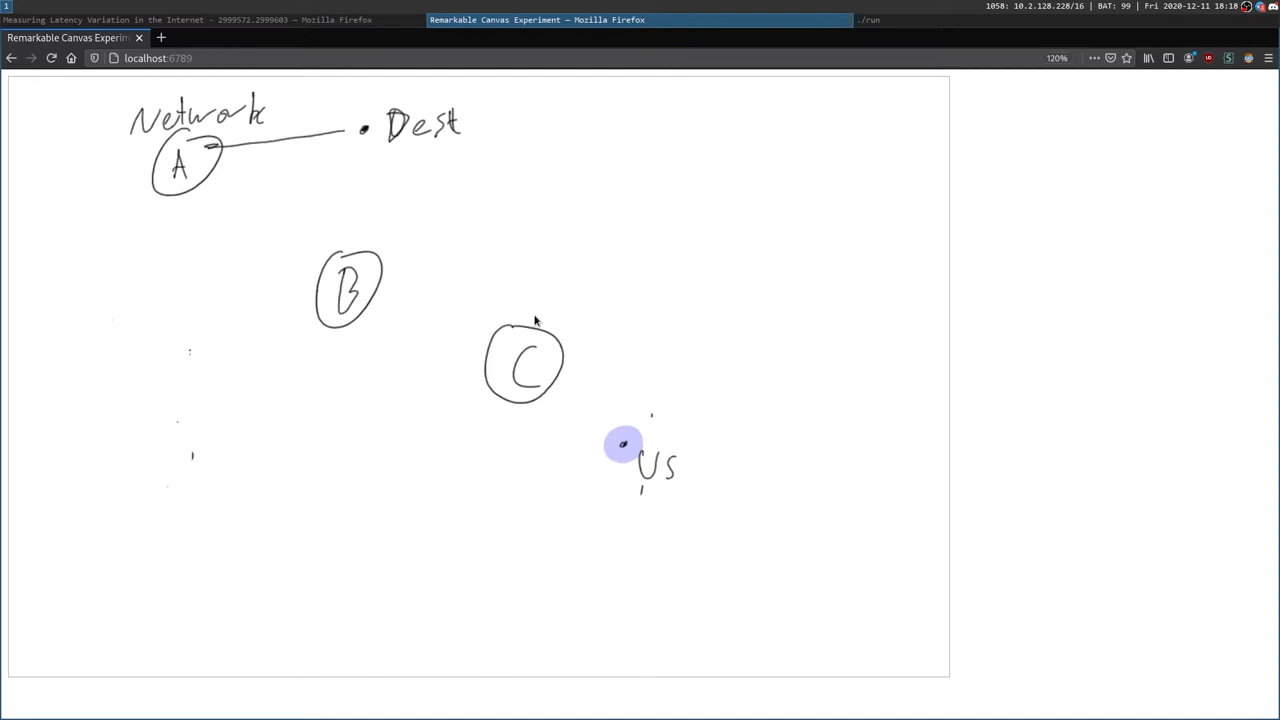 1
1058: 10.2.128.228/16 | BAT: 99 | Fri 2020-12-11 18:18
Measuring Latency Variation in the Internet - 2999572.2999603 — Mozilla Firefox
Remarkable Canvas Experiment — Mozilla Firefox
./run
Remarkable Canvas Experim
localhost:6789
120%
Network
Dest
A
B
C
Us